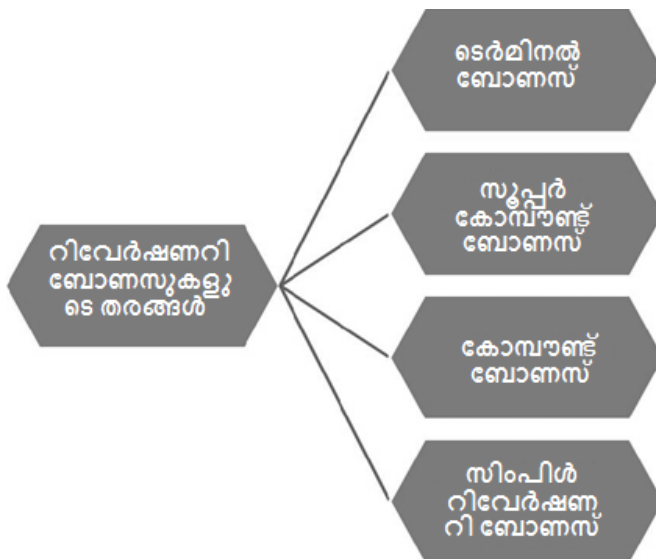 ടെർമിനൽ
ബോണസ്
സൂപ്പർ
കോമ്പൗണ്ട്
ബോണസ്
റിവേർഷണറി
ബോണസുകളു
ടെ തരങ്ങൾ
കോമ്പൗണ്ട്
ബോണസ്
സിംപിൾ
റിവേർഷണ
റി ബോണസ്